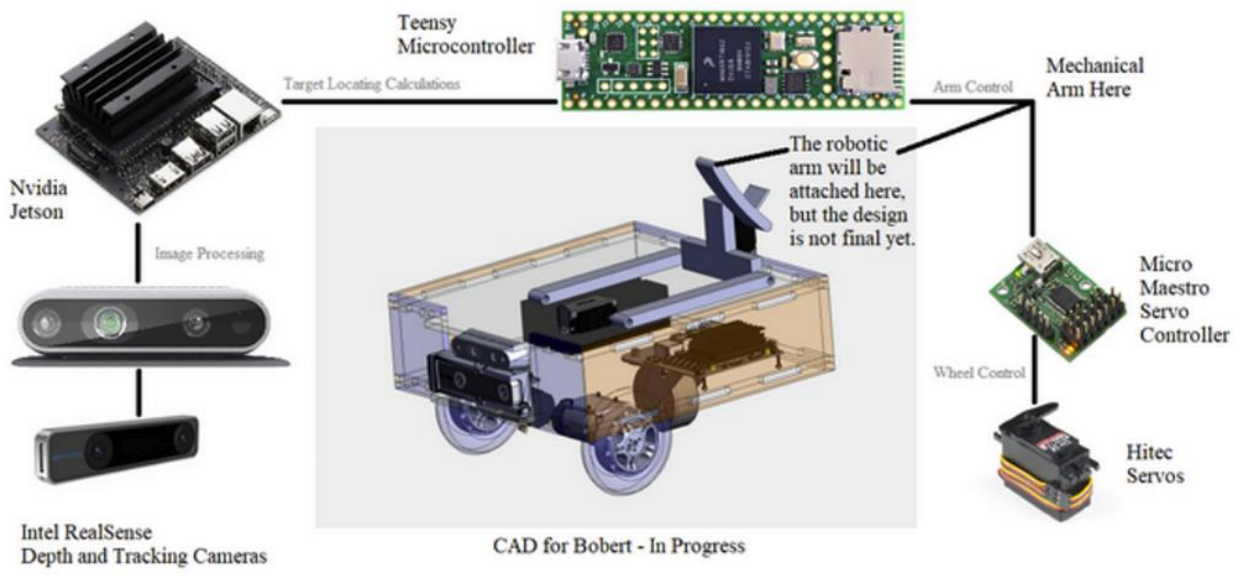 Teensy
Microcontroller
Target Locating Calculations
Arm Control
Mechanical
Arm Here
The robotic
arm will be
attached here,
but the design
is not final yet.
Nvidia
Jetson
Image Processing
Micro
Maestro
Servo
Controller
Wheel Control
Hitec
Servos
Intel RealSense
Depth and Tracking Cameras
CAD for Bobert - In Progress